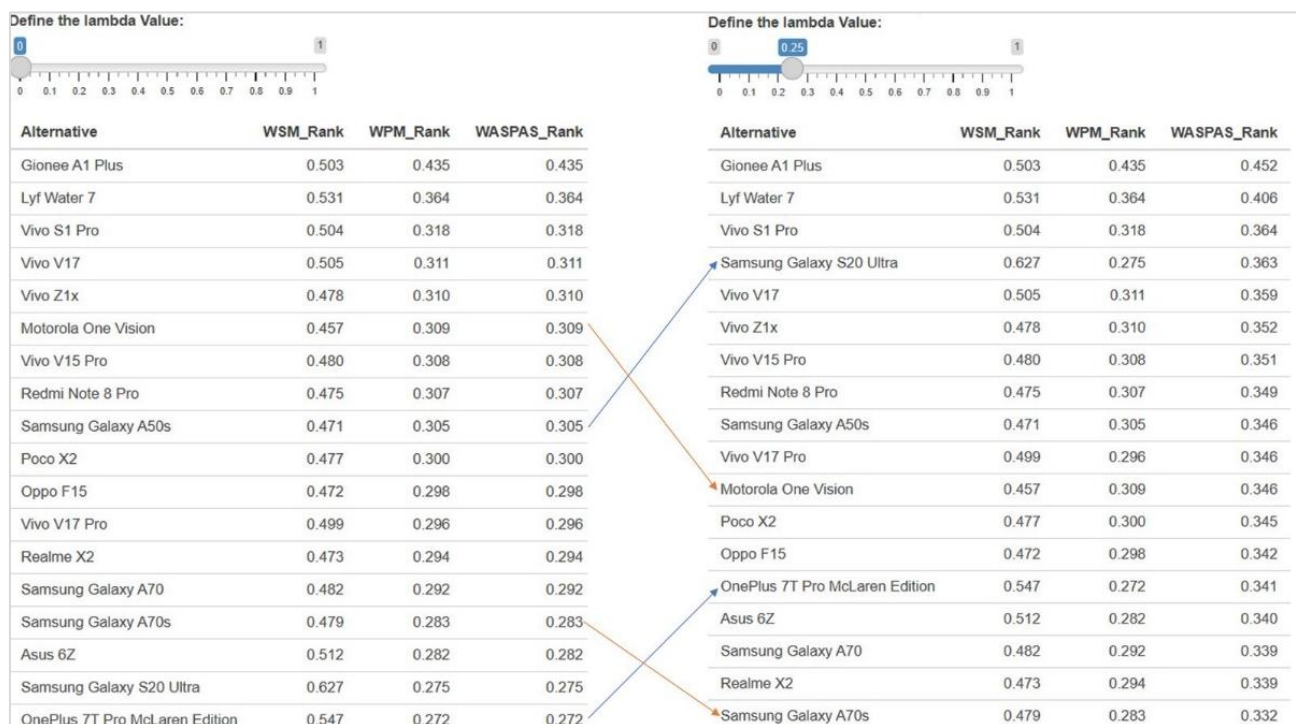 Define the lambda Value:
0 1
0 0.1 0.2 0.3 0.4 0.5 0.6 0.7 0.8 0.9 1
Alternative WSM_Rank WPM_Rank WASPAS_Rank
Gionee A1 Plus 0.503 0.435 0.435
Lyf Water 7 0.531 0.364 0.364
Vivo S1 Pro 0.504 0.318 0.318
Vivo V17 0.505 0.311 0.311
Vivo Z1x 0.478 0.310 0.310
Motorola One Vision 0.457 0.309 0.309
Vivo V15 Pro 0.480 0.308 0.308
Redmi Note 8 Pro 0.475 0.307 0.307
Samsung Galaxy A50s 0.471 0.305 0.305
Poco X2 0.477 0.300 0.300
Oppo F15 0.472 0.298 0.298
Vivo V17 Pro 0.499 0.296 0.296
Realme X2 0.473 0.294 0.294
Samsung Galaxy A70 0.482 0.292 0.292
Samsung Galaxy A70s 0.479 0.283 0.283
Asus 6Z 0.512 0.282 0.282
Samsung Galaxy S20 Ultra 0.627 0.275 0.275
OnePlus 7T Pro McLaren Edition 0.547 0.272 0.272
Define the lambda Value:
0 0.25 1
0 0.1 0.2 0.3 0.4 0.5 0.6 0.7 0.8 0.9 1
Alternative WSM_Rank WPM_Rank WASPAS_Rank
Gionee A1 Plus 0.503 0.435 0.452
Lyf Water 7 0.531 0.364 0.406
Vivo S1 Pro 0.504 0.318 0.364
Samsung Galaxy S20 Ultra 0.627 0.275 0.363
Vivo V17 0.505 0.311 0.359
Vivo Z1x 0.478 0.310 0.352
Vivo V15 Pro 0.480 0.308 0.351
Redmi Note 8 Pro 0.475 0.307 0.349
Samsung Galaxy A50s 0.471 0.305 0.346
Vivo V17 Pro 0.499 0.296 0.346
Motorola One Vision 0.457 0.309 0.346
Poco X2 0.477 0.300 0.345
Oppo F15 0.472 0.298 0.342
OnePlus 7T Pro McLaren Edition 0.547 0.272 0.341
Asus 6Z 0.512 0.282 0.340
Samsung Galaxy A70 0.482 0.292 0.339
Realme X2 0.473 0.294 0.339
Samsung Galaxy A70s 0.479 0.283 0.332